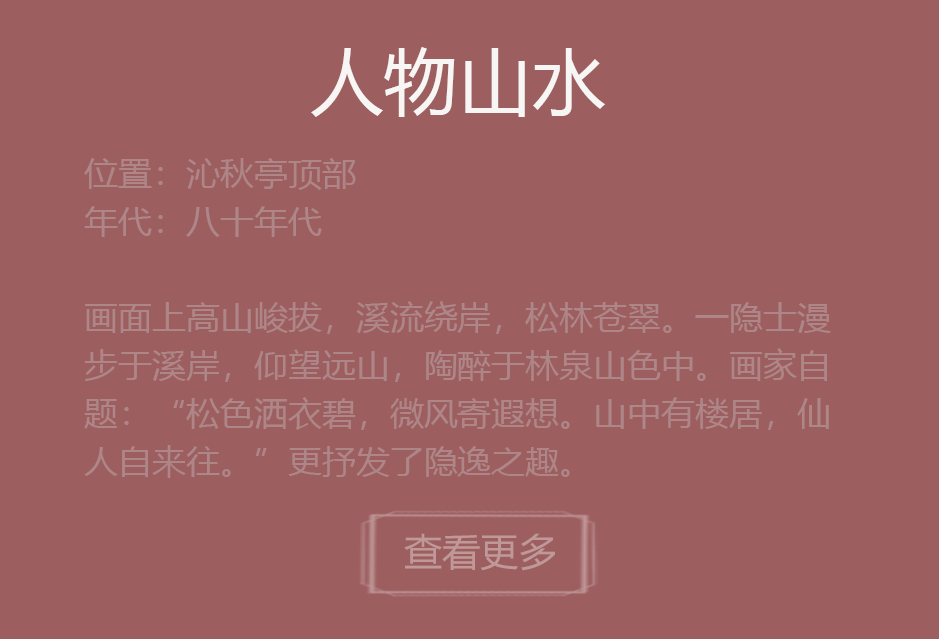 人物山水
位置：沁秋亭顶部
年代：八十年代
画面上高山峻拔，溪流绕岸，松林苍翠。一隐士漫
步于溪岸，仰望远山，陶醉于林泉山色中。画家自
题：“松色洒衣碧，微风寄遐想。山中有楼居，仙
人自来往。”更抒发了隐逸之趣。
查看更多